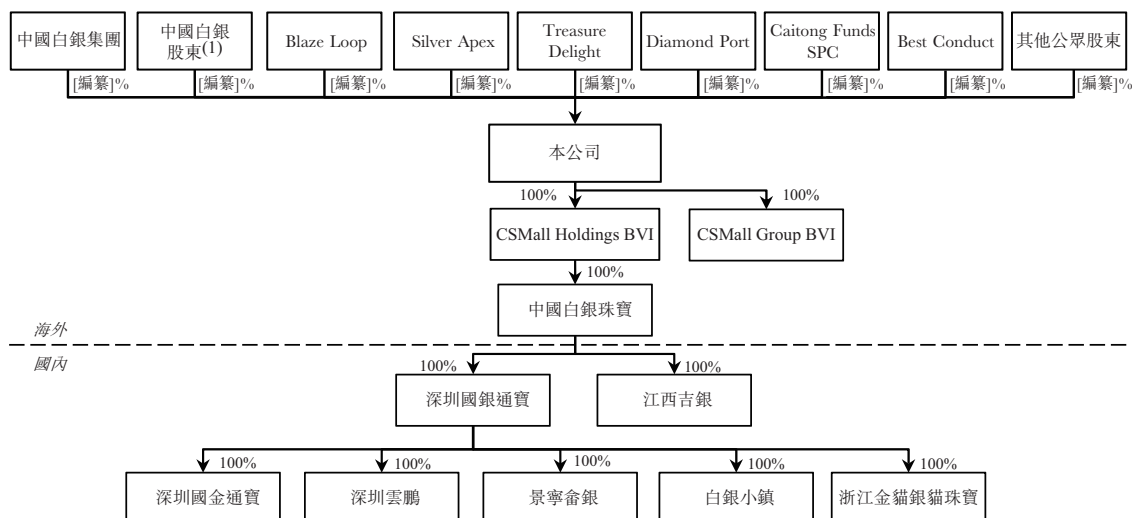 中國白銀集團
中國白銀
股東(1)
Blaze Loop
Silver Apex
Treasure
Delight
Diamond Port
Caitong Funds
SPC
Best Conduct
其他公眾股東
[編纂]%
[編纂]%
[編纂]%
[編纂]%
[編纂]%
[編纂]%
[編纂]%
[編纂]%
[編纂]%
本公司
100%
100%
CSMall Holdings BVI
CSMall Group BVI
100%
中國白銀珠寶
海外
國內
100%
100%
深圳國銀通寶
江西吉銀
100%
100%
100%
100%
100%
深圳國金通寶
深圳雲鵬
景寧畲銀
白銀小鎮
浙江金貓銀貓珠寶